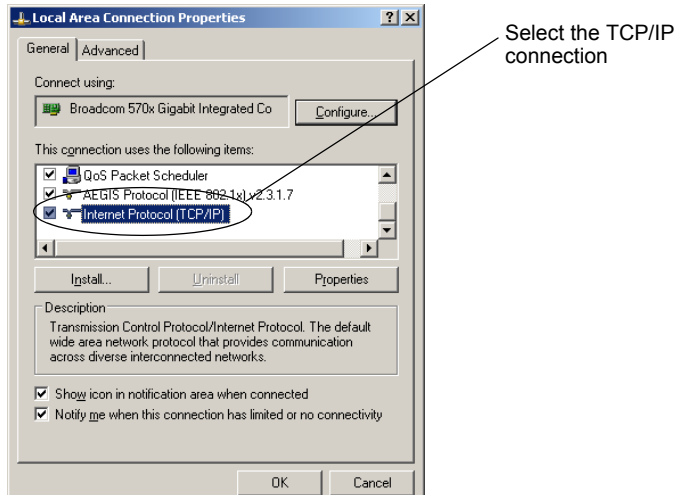 Local Area Connection Properties
General Advanced
Connect using:
Broadcom 570x Gigabit Integrated Co
Configure...
This connection uses the following items:
QoS Packet Scheduler
AEGIS Protocol (IEEE 802.1x) v2.3.1.7
Internet Protocol (TCP/IP)
Install... Uninstall Properties
Description
Transmission Control Protocol/Internet Protocol. The default
wide area network protocol that provides communication
across diverse interconnected networks.
Show icon in notification area when connected
Notify me when this connection has limited or no connectivity
OK Cancel
Select the TCP/IP
connection